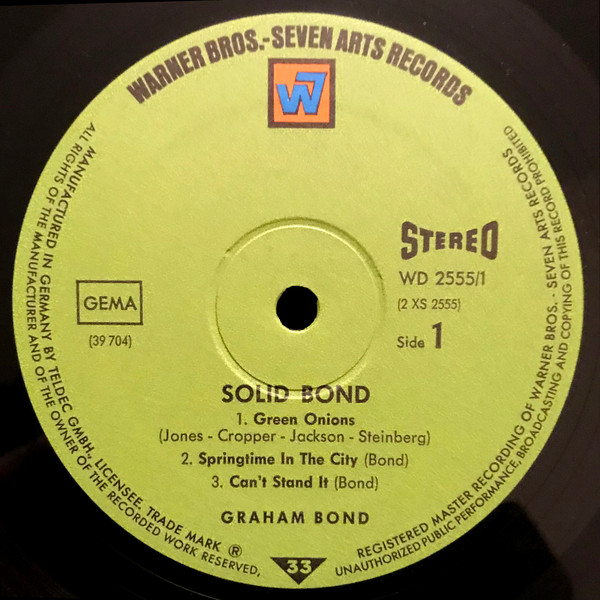 WARNER BROS.-SEVEN ARTS RECORDS
W7
STEREO
WD 2555/1
(2 XS 2555)
Side 1
GEMA
(39 704)
SOLID BOND
1. Green Onions
(Jones - Cropper - Jackson - Steinberg)
2. Springtime In The City (Bond)
3. Can't Stand It (Bond)
GRAHAM BOND
33
MANUFACTURED IN GERMANY BY TELDEC GMBH., LICENSEE, TRADE MARK ®
ALL RIGHTS OF THE MANUFACTURER AND OF THE OWNER OF THE RECORDED WORK RESERVED,
REGISTERED MASTER RECORDING OF WARNER BROS. - SEVEN ARTS RECORDS
UNAUTHORIZED PUBLIC PERFORMANCE, BROADCASTING AND COPYING OF THIS RECORD PROHIBITED